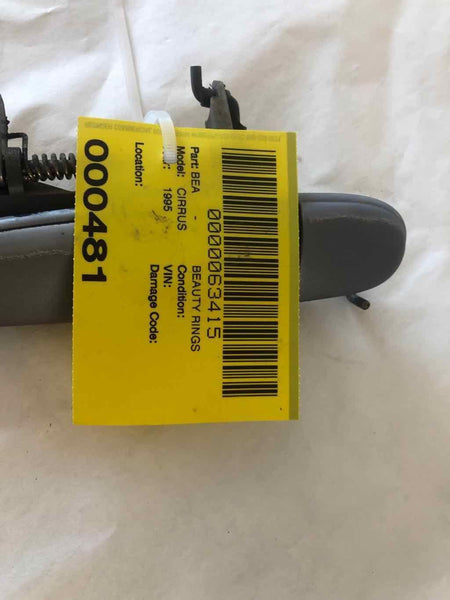 0000063415
Part: BEA - BEAUTY RINGS
Model: CIRRUS Condition:
1995 VIN:
Location: Damage Code:
000481